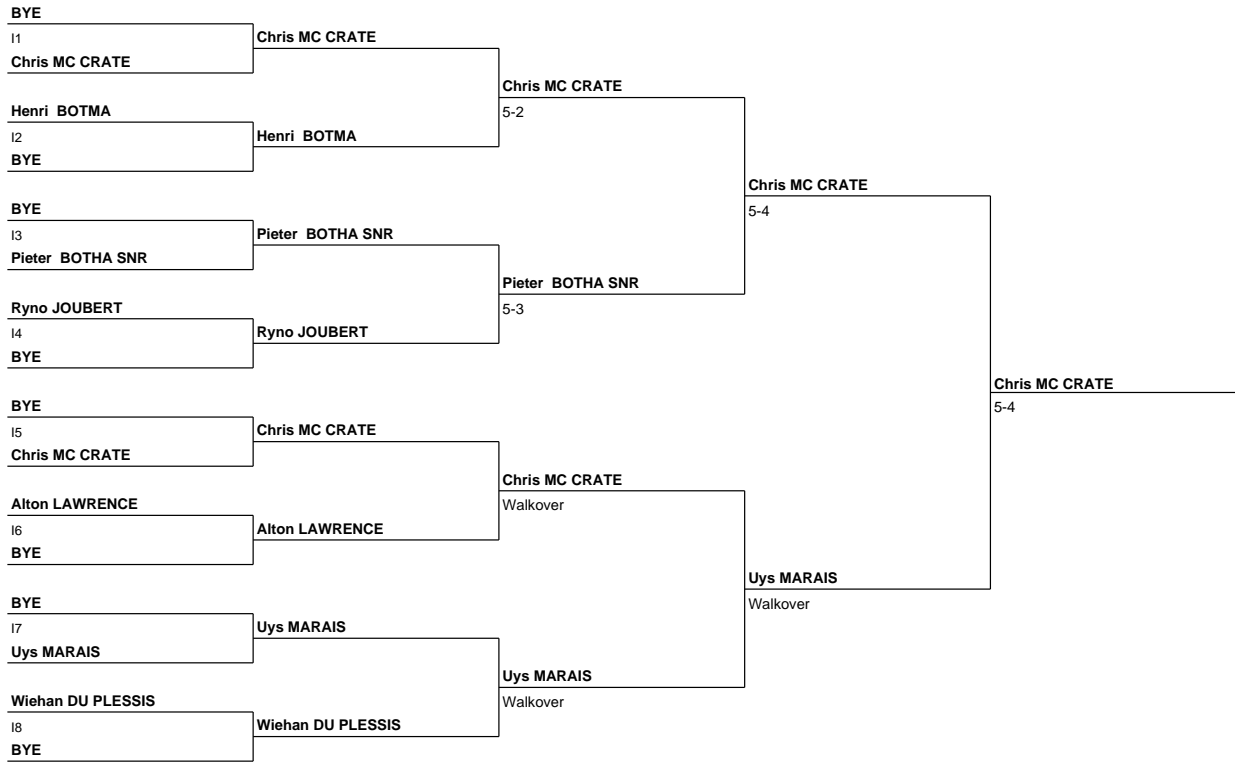 BYE
I1
Chris MC CRATE
Henri BOTMA
I2
BYE
BYE
I3
Pieter BOTHA SNR
Ryno JOUBERT
I4
BYE
BYE
I5
Chris MC CRATE
Alton LAWRENCE
I6
BYE
BYE
I7
Uys MARAIS
Wiehan DU PLESSIS
I8
BYE
Chris MC CRATE
Henri BOTMA
Pieter BOTHA SNR
Ryno JOUBERT
Chris MC CRATE
Alton LAWRENCE
Uys MARAIS
Wiehan DU PLESSIS
Chris MC CRATE
5-2
Pieter BOTHA SNR
5-3
Chris MC CRATE
Walkover
Uys MARAIS
Walkover
Chris MC CRATE
5-4
Uys MARAIS
Walkover
Chris MC CRATE
5-4